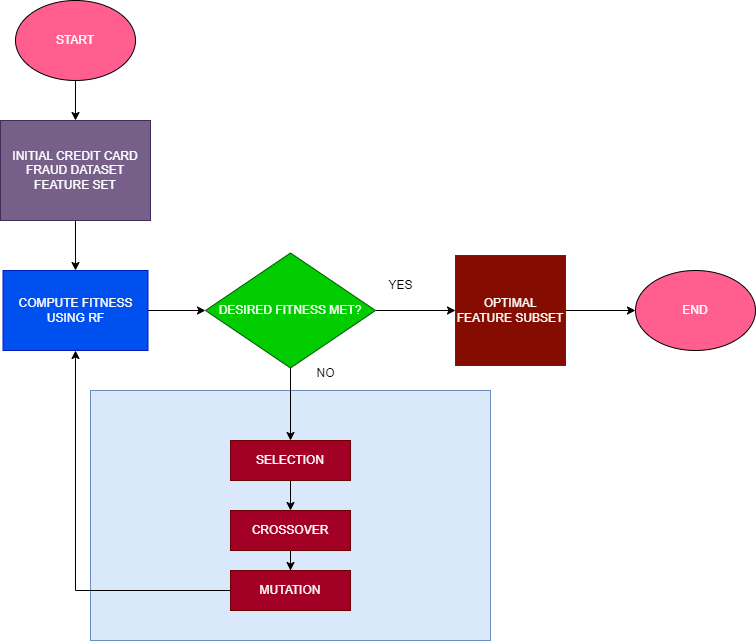 START
INITIAL CREDIT CARD
FRAUD DATASET
FEATURE SET
COMPUTE FITNESS
USING RF
DESIRED FITNESS MET?
YES
OPTIMAL
FEATURE SUBSET
END
NO
SELECTION
CROSSOVER
MUTATION